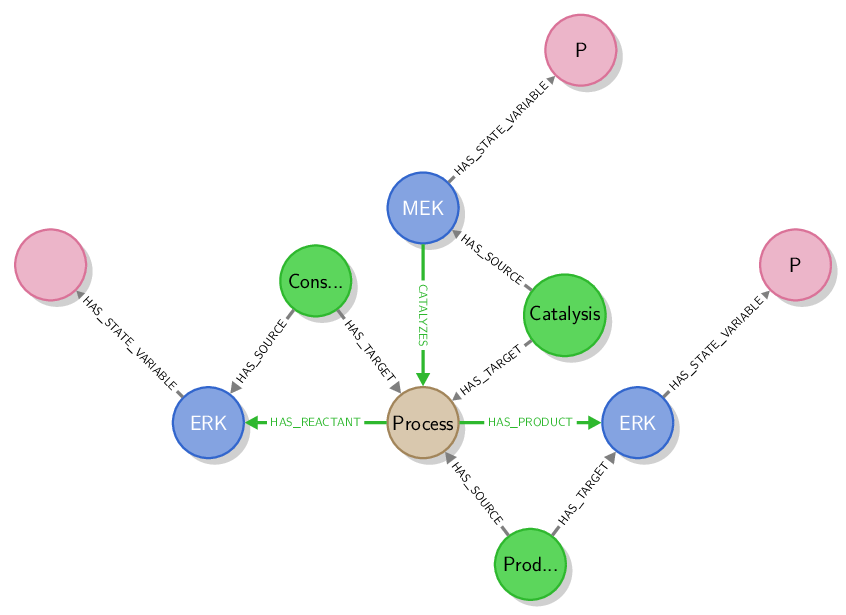 P
HAS_STATE_VARIABLE
MEK
HAS_SOURCE
P
Cons...
CATALYZES
Catalysis
HAS_STATE_VARIABLE
HAS_SOURCE
HAS_TARGET
HAS_TARGET
HAS_STATE_VARIABLE
ERK
HAS_REACTANT
Process
HAS_PRODUCT
ERK
HAS_SOURCE
HAS_TARGET
Prod...